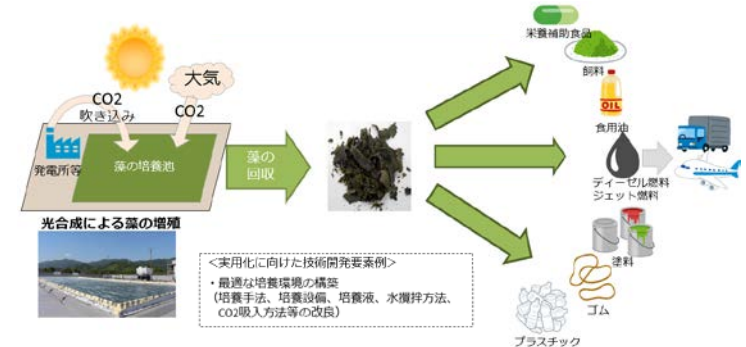 大気
CO2
吹き込み
CO2
発電所等
藻の培養池
藻の
回収
光合成による藻の増殖
栄養補助食品
飼料
OIL
食用油
ディーゼル燃料
ジェット燃料
塗料
ゴム
プラスチック
<実用化に向けた技術開発要素例>
・最適な培養環境の構築
(培養手法、培養設備、培養液、水攪拌方法、
CO2吸入方法等の改良)